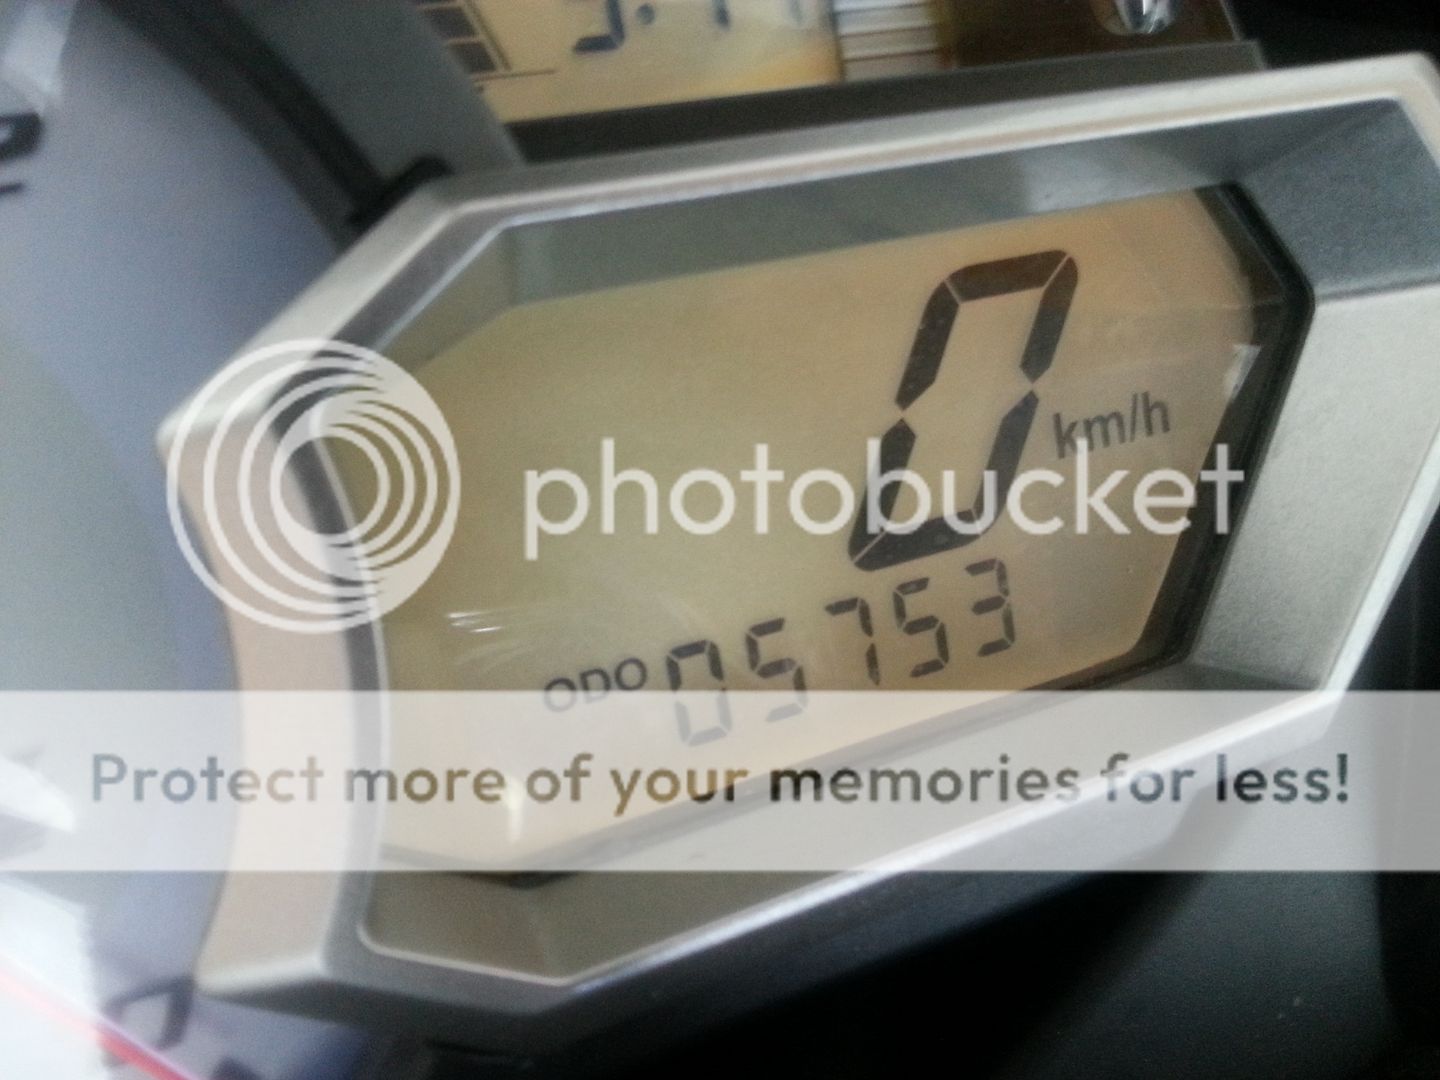 0
km/h
photobucket
ODO 05753
Protect more of your memories for less!